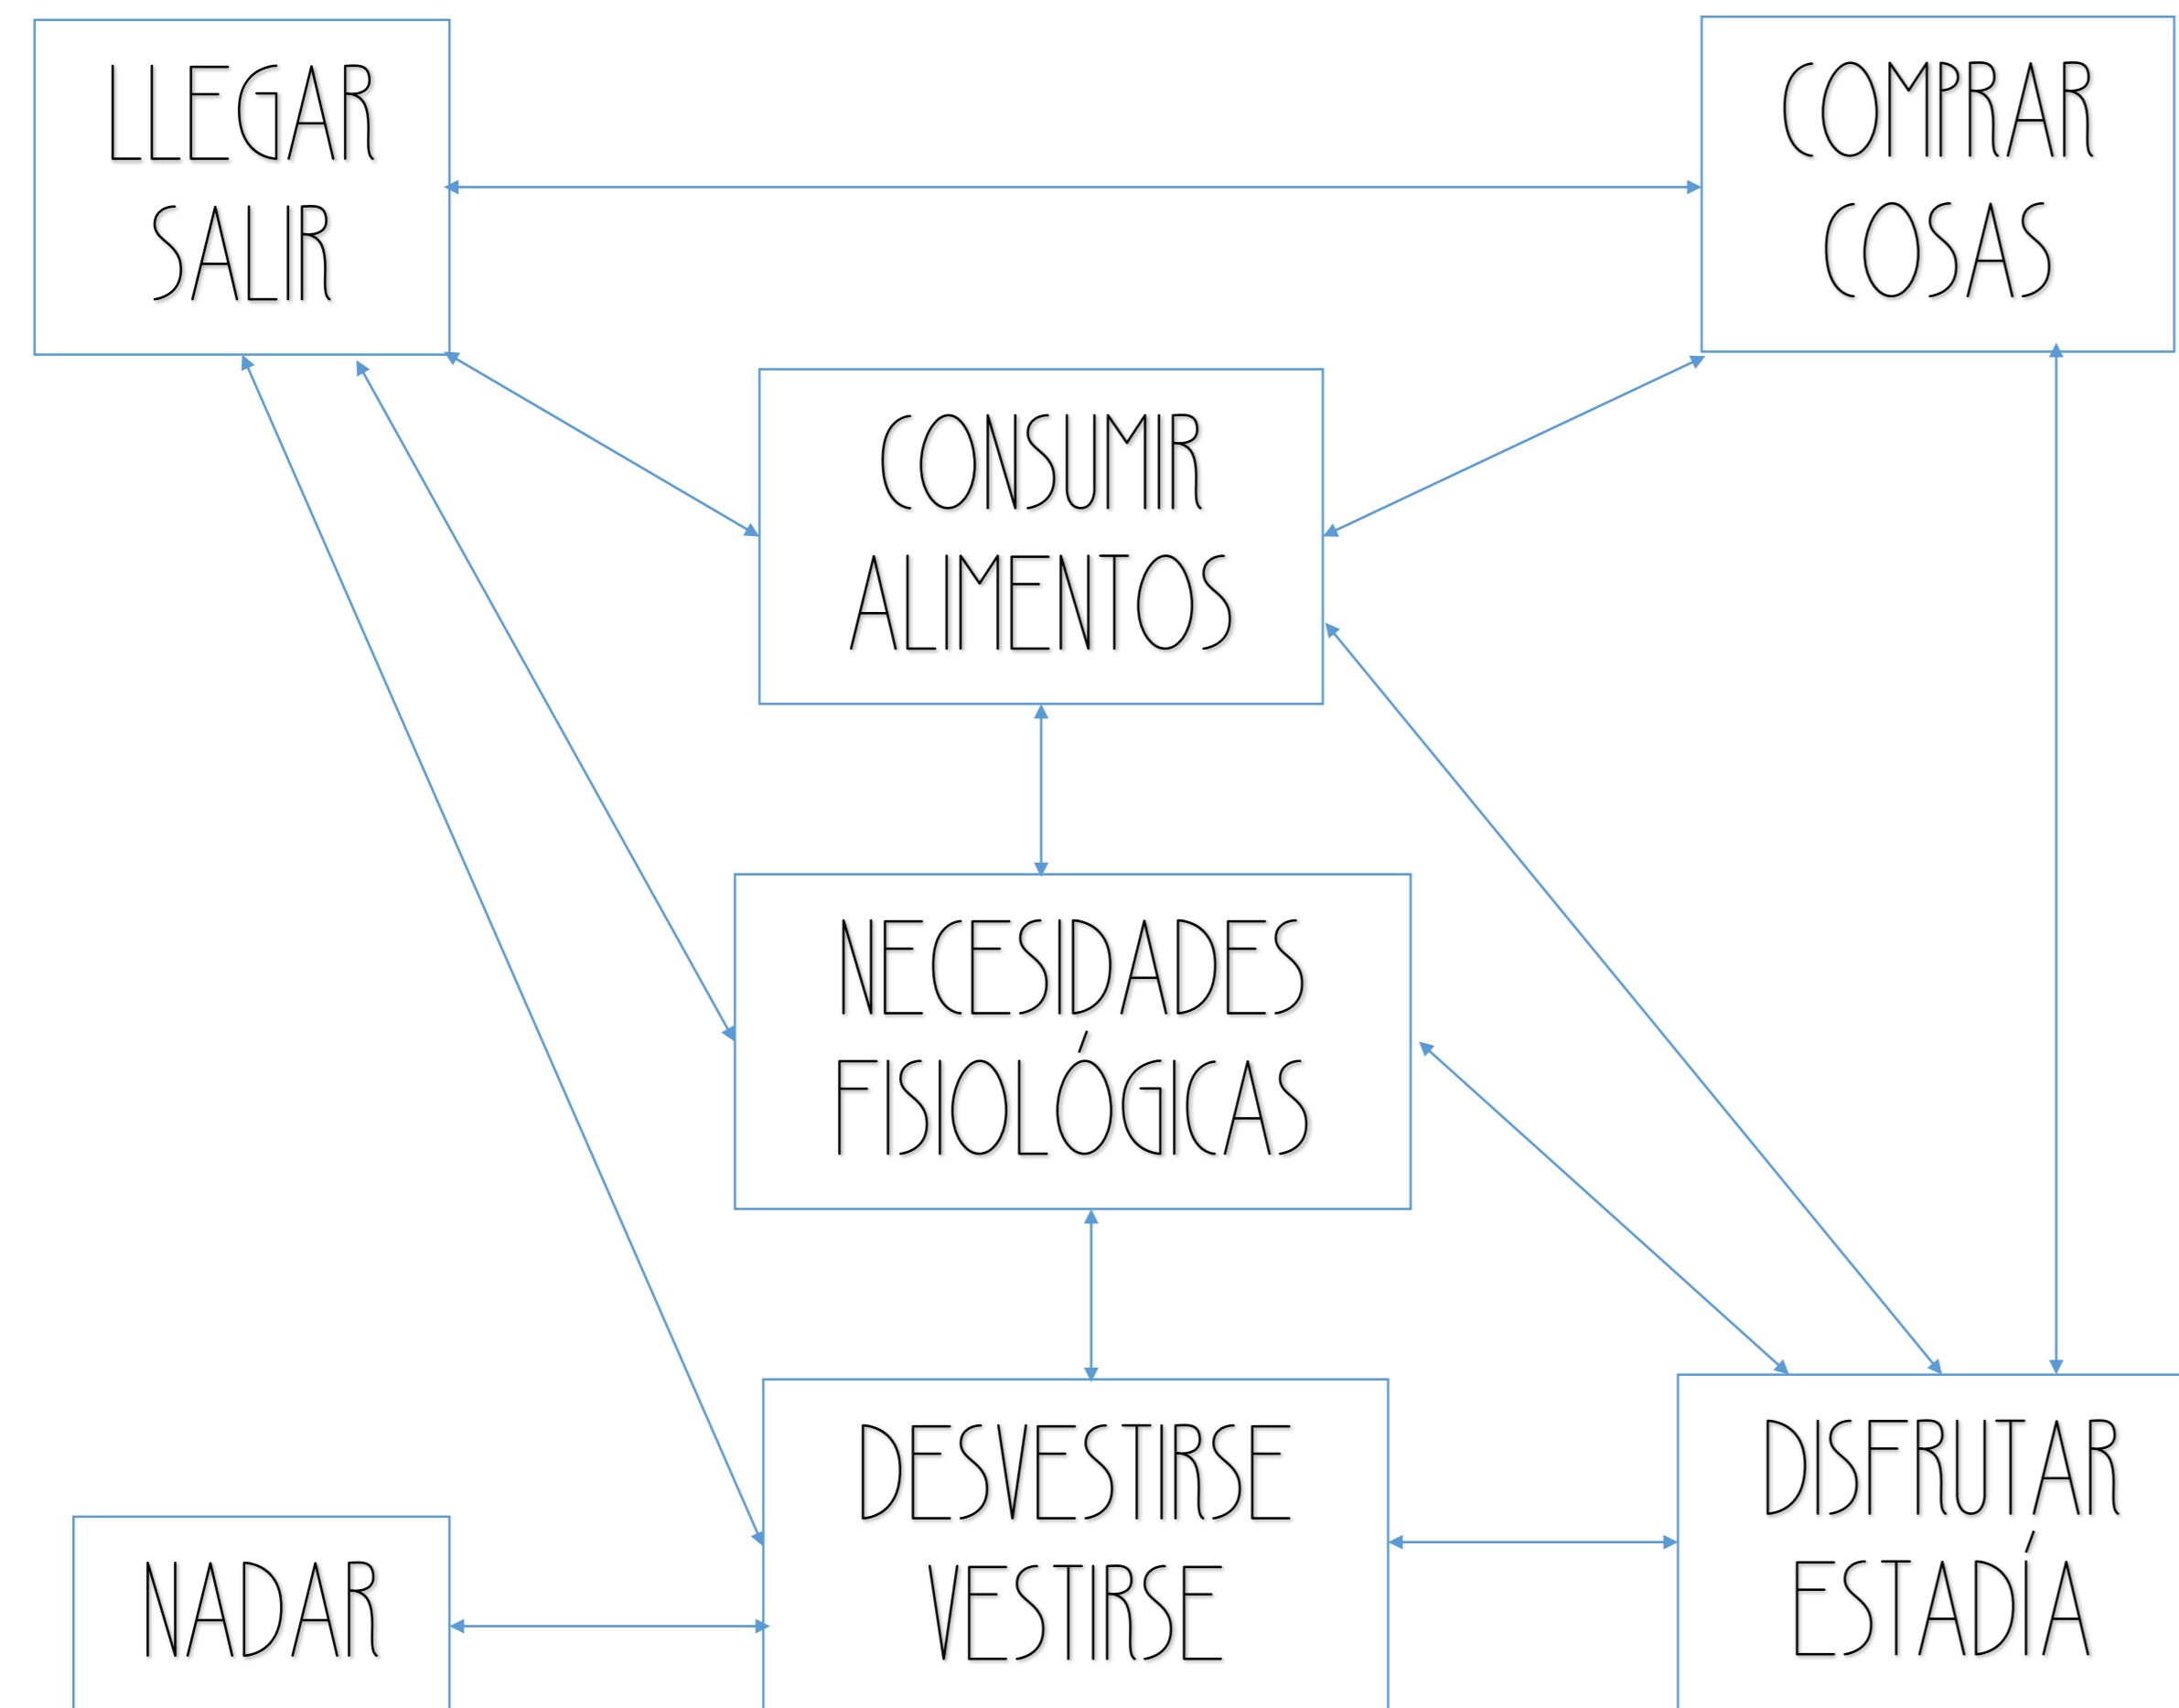 LLEGAR
SALIR
COMPRAR
COSAS
CONSUMIR
ALIMENTOS
NECESIDADES
FISIOLÓGICAS
DESVESTIRSE
VESTIRSE
DISFRUTAR
ESTADÍA
NADAR